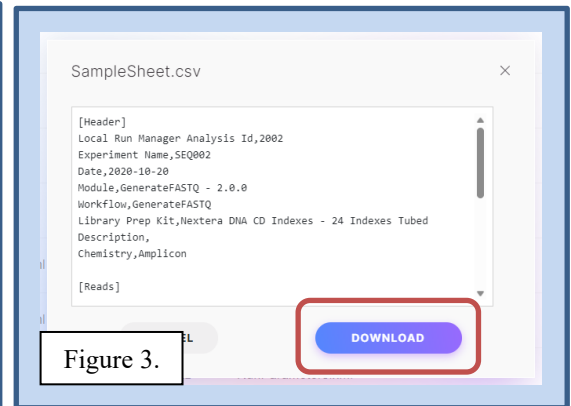 SampleSheet.csv
[Header]
Local Run Manager Analysis Id,2002
Experiment Name,SEQ002
Date,2020-10-20
Module,GenerateFASTQ - 2.0.0
Workflow,GenerateFASTQ
Library Prep Kit,Nextera DNA CD Indexes - 24 Indexes Tubed
Description,
Chemistry,Amplicon
[Reads]
EL DOWNLOAD
Figure 3.